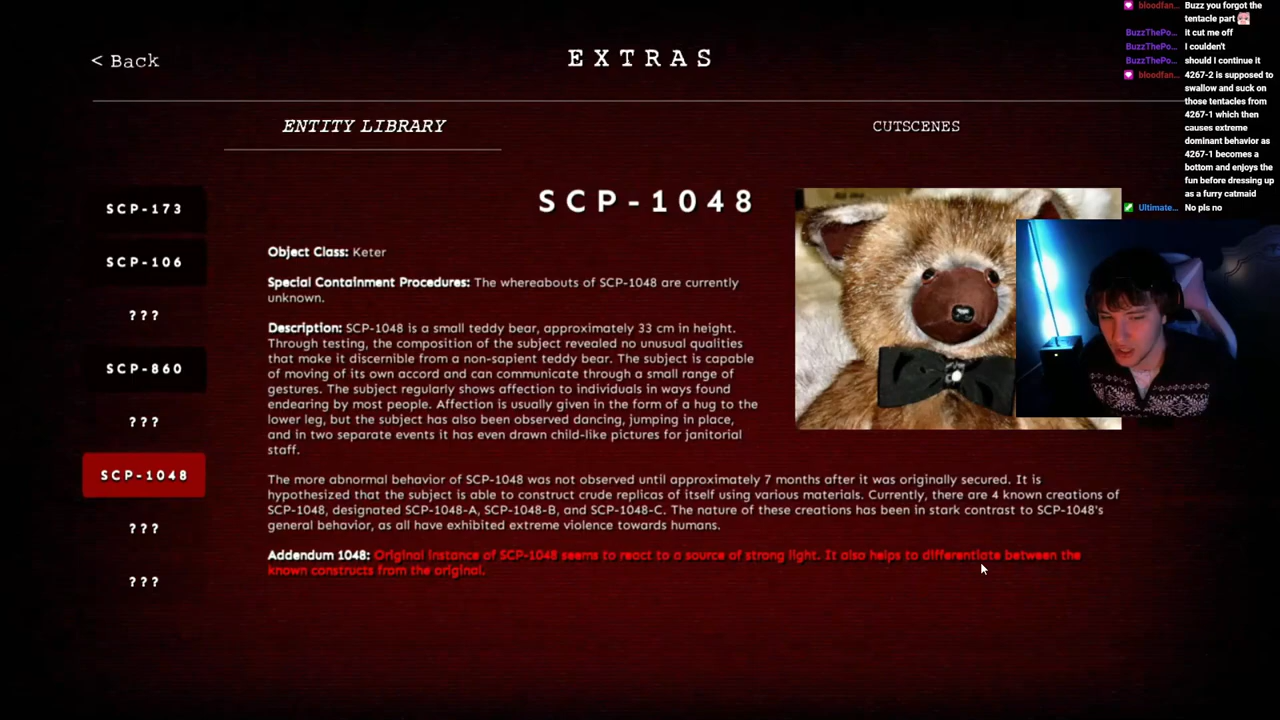 < Back
EXTRAS
ENTITY LIBRARY
CUTSCENES
SCP-173
SCP-106
???
SCP-860
???
SCP-1048
???
???
SCP-1048
Object Class: Keter
Special Containment Procedures: The whereabouts of SCP-1048 are currently
unknown.
Description: SCP-1048 is a small teddy bear, approximately 33 cm in height.
Through testing, the composition of the subject revealed no unusual qualities
that make it discernible from a non-sapient teddy bear. The subject is capable
of moving of its own accord and can communicate through a small range of
gestures. The subject regularly shows affection to individuals in ways found
endearing by most people. Affection is usually given in the form of a hug to the
lower leg, but the subject has also been observed dancing, jumping in place,
and in two separate events it has even drawn child-like pictures for janitorial
staff.
The more abnormal behavior of SCP-1048 was not observed until approximately 7 months after it was originally secured. It is
hypothesized that the subject is able to construct crude replicas of itself using various materials. Currently, there are 4 known creations of
SCP-1048, designated SCP-1048-A, SCP-1048-B, and SCP-1048-C. The nature of these creations has been in stark contrast to SCP-1048's
general behavior, as all have exhibited extreme violence towards humans.
Addendum 1048: Original instance of SCP-1048 seems to react to a source of strong light. It also helps to differentiate between the
known constructs from the original.
bloodfan... Buzz you forgot the
tentacle part
BuzzThePo... It cut me off
BuzzThePo... I couldn't
BuzzThePo... should I continue it
bloodfan... 4267-2 is supposed to
swallow and suck on
those tentacles from
4267-1 which then
causes extreme
dominant behavior as
4267-1 becomes a
bottom and enjoys the
fun before dressing up
as a furry catmaid
Ultimate... No pls no